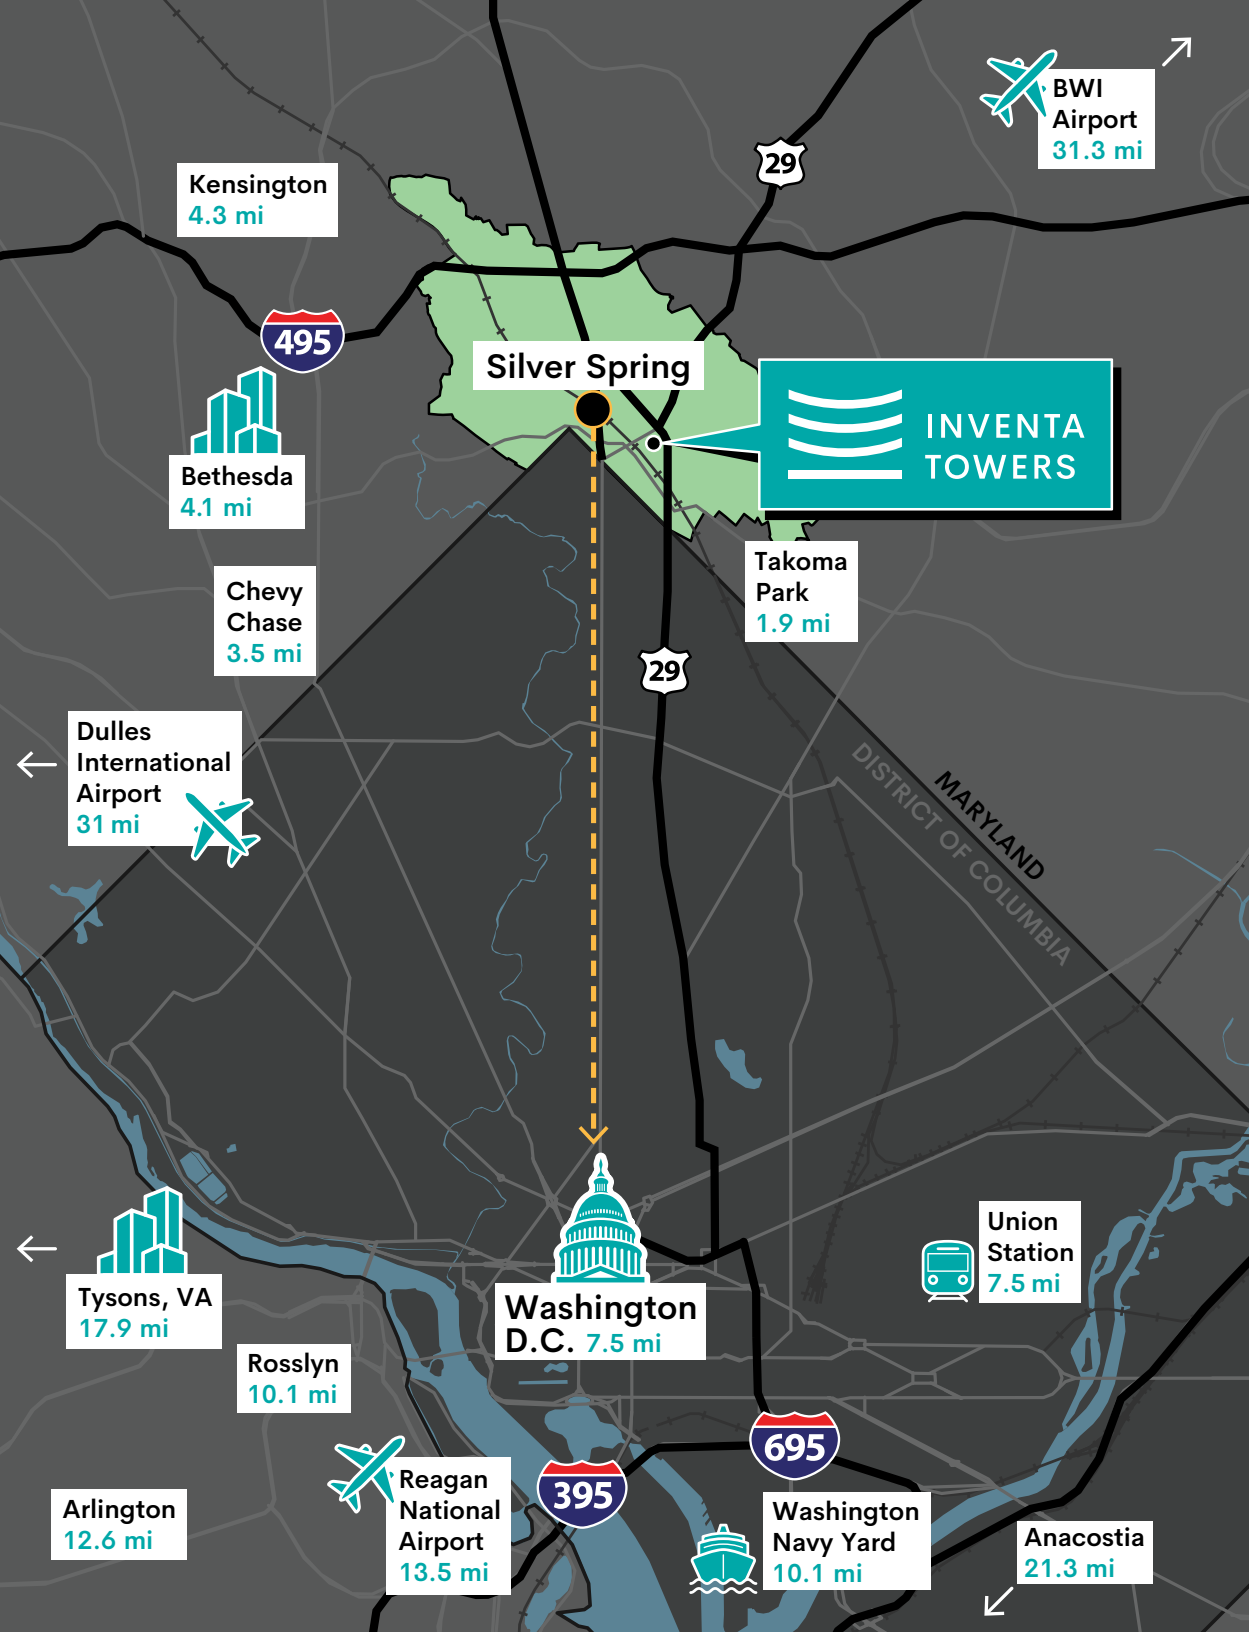 BWI
Airport
31.3 mi
29
Kensington
4.3 mi
495
Silver Spring
INVENTA
TOWERS
Bethesda
4.1 mi
Takoma
Park
1.9 mi
Chevy
Chase
3.5 mi
29
Dulles
International
Airport
31 mi
MARYLAND
DISTRICT OF COLUMBIA
Union
Station
7.5 mi
Tysons, VA
17.9 mi
Washington
D.C. 7.5 mi
Rosslyn
10.1 mi
695
Reagan
National
Airport
13.5 mi
395
Arlington
12.6 mi
Washington
Navy Yard
10.1 mi
Anacostia
21.3 mi